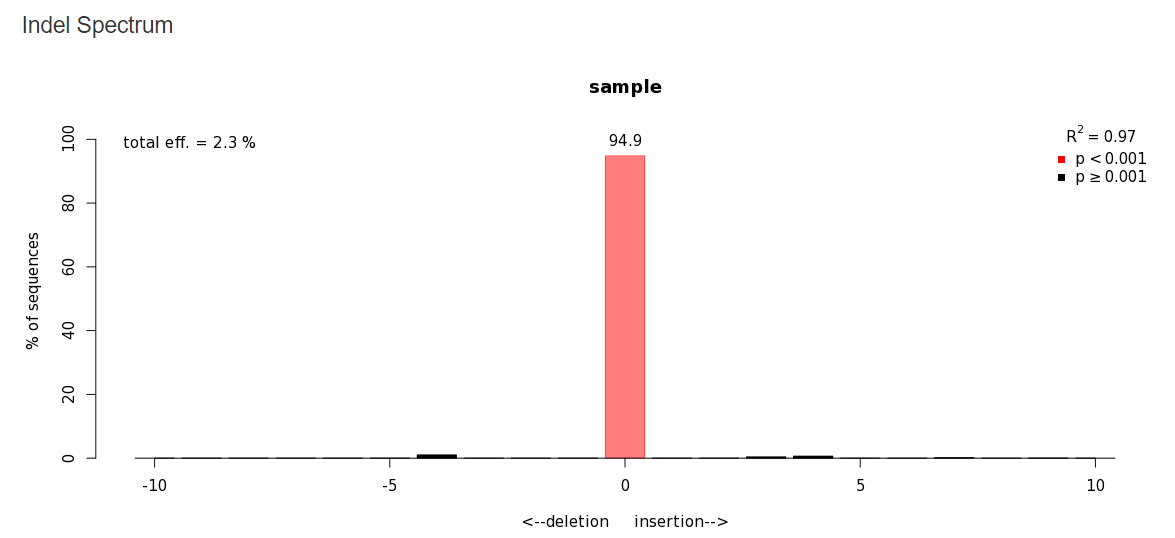 Indel Spectrum
sample
total eff. = 2.3 %
94.9
R² = 0.97
p < 0.001
p ≥ 0.001
% of sequences
100
80
60
40
20
0
-10 -5 0 5 10
<--deletion insertion-->